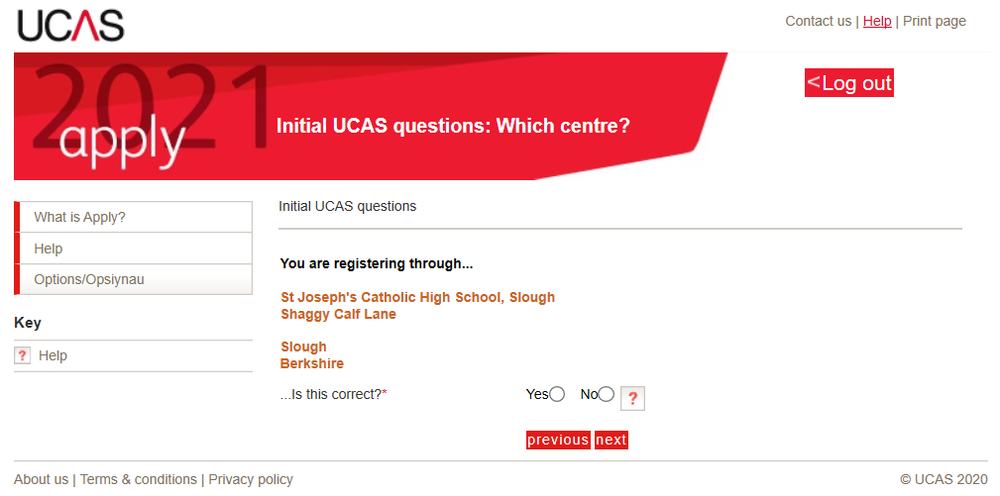 UCAS
Contact us | Help | Print page
2021
apply
Initial UCAS questions: Which centre?
<Log out
What is Apply?
Help
Options/Opsiynau
Key
? Help
Initial UCAS questions
You are registering through...
St Joseph's Catholic High School, Slough
Shaggy Calf Lane
Slough
Berkshire
...Is this correct?* Yes No ?
previous next
About us | Terms & conditions | Privacy policy
© UCAS 2020